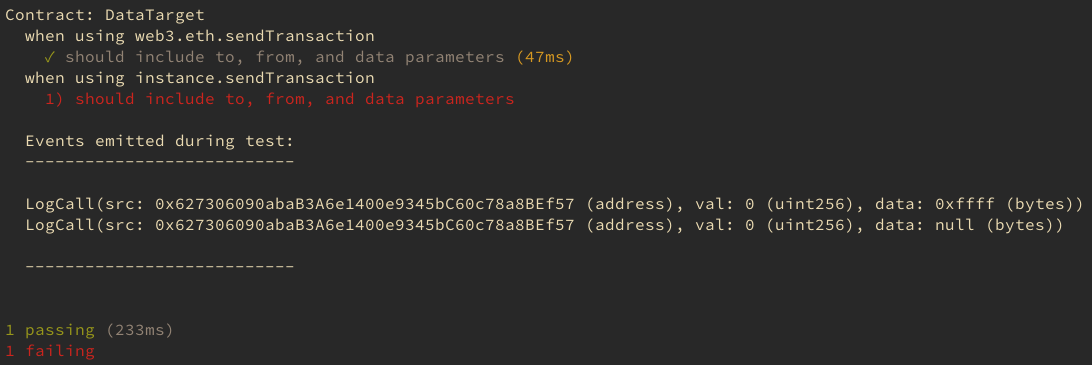 Contract: DataTarget
when using web3.eth.sendTransaction
✓ should include to, from, and data parameters (47ms)
when using instance.sendTransaction
1) should include to, from, and data parameters
Events emitted during test:
---------------------------
LogCall(src: 0x627306090abaB3A6e1400e9345bC60c78a8BEf57 (address), val: 0 (uint256), data: 0xffff (bytes))
LogCall(src: 0x627306090abaB3A6e1400e9345bC60c78a8BEf57 (address), val: 0 (uint256), data: null (bytes))
---------------------------
1 passing (233ms)
1 failing